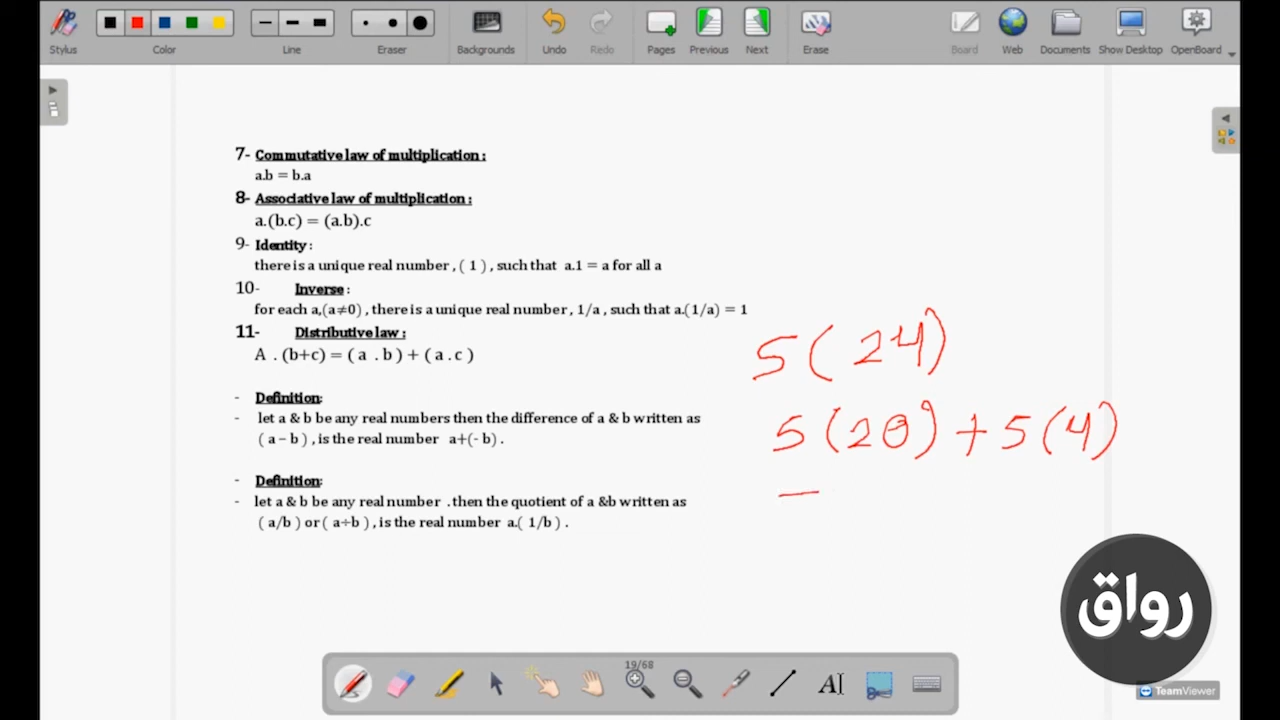 Stylus Color Line Eraser Backgrounds Undo Redo Pages Previous Next Erase Board Web Documents Show Desktop OpenBoard
7- Commutative law of multiplication :
a.b = b.a
8- Associative law of multiplication :
a.(b.c) = (a.b).c
9- Identity :
there is a unique real number , ( 1 ) , such that a.1 = a for all a
10- Inverse :
for each a,(a≠0) , there is a unique real number , 1/a , such that a.(1/a) = 1
11- Distributive law :
A . (b+c) = ( a . b ) + ( a . c )
- Definition:
- let a & b be any real numbers then the difference of a & b written as
( a – b ) , is the real number a+(- b) .
- Definition:
- let a & b be any real number . then the quotient of a &b written as
( a/b ) or ( a÷b ) , is the real number a.( 1/b ) .
5(24)
5(20)+5(4)
رواق
19/68
TeamViewer